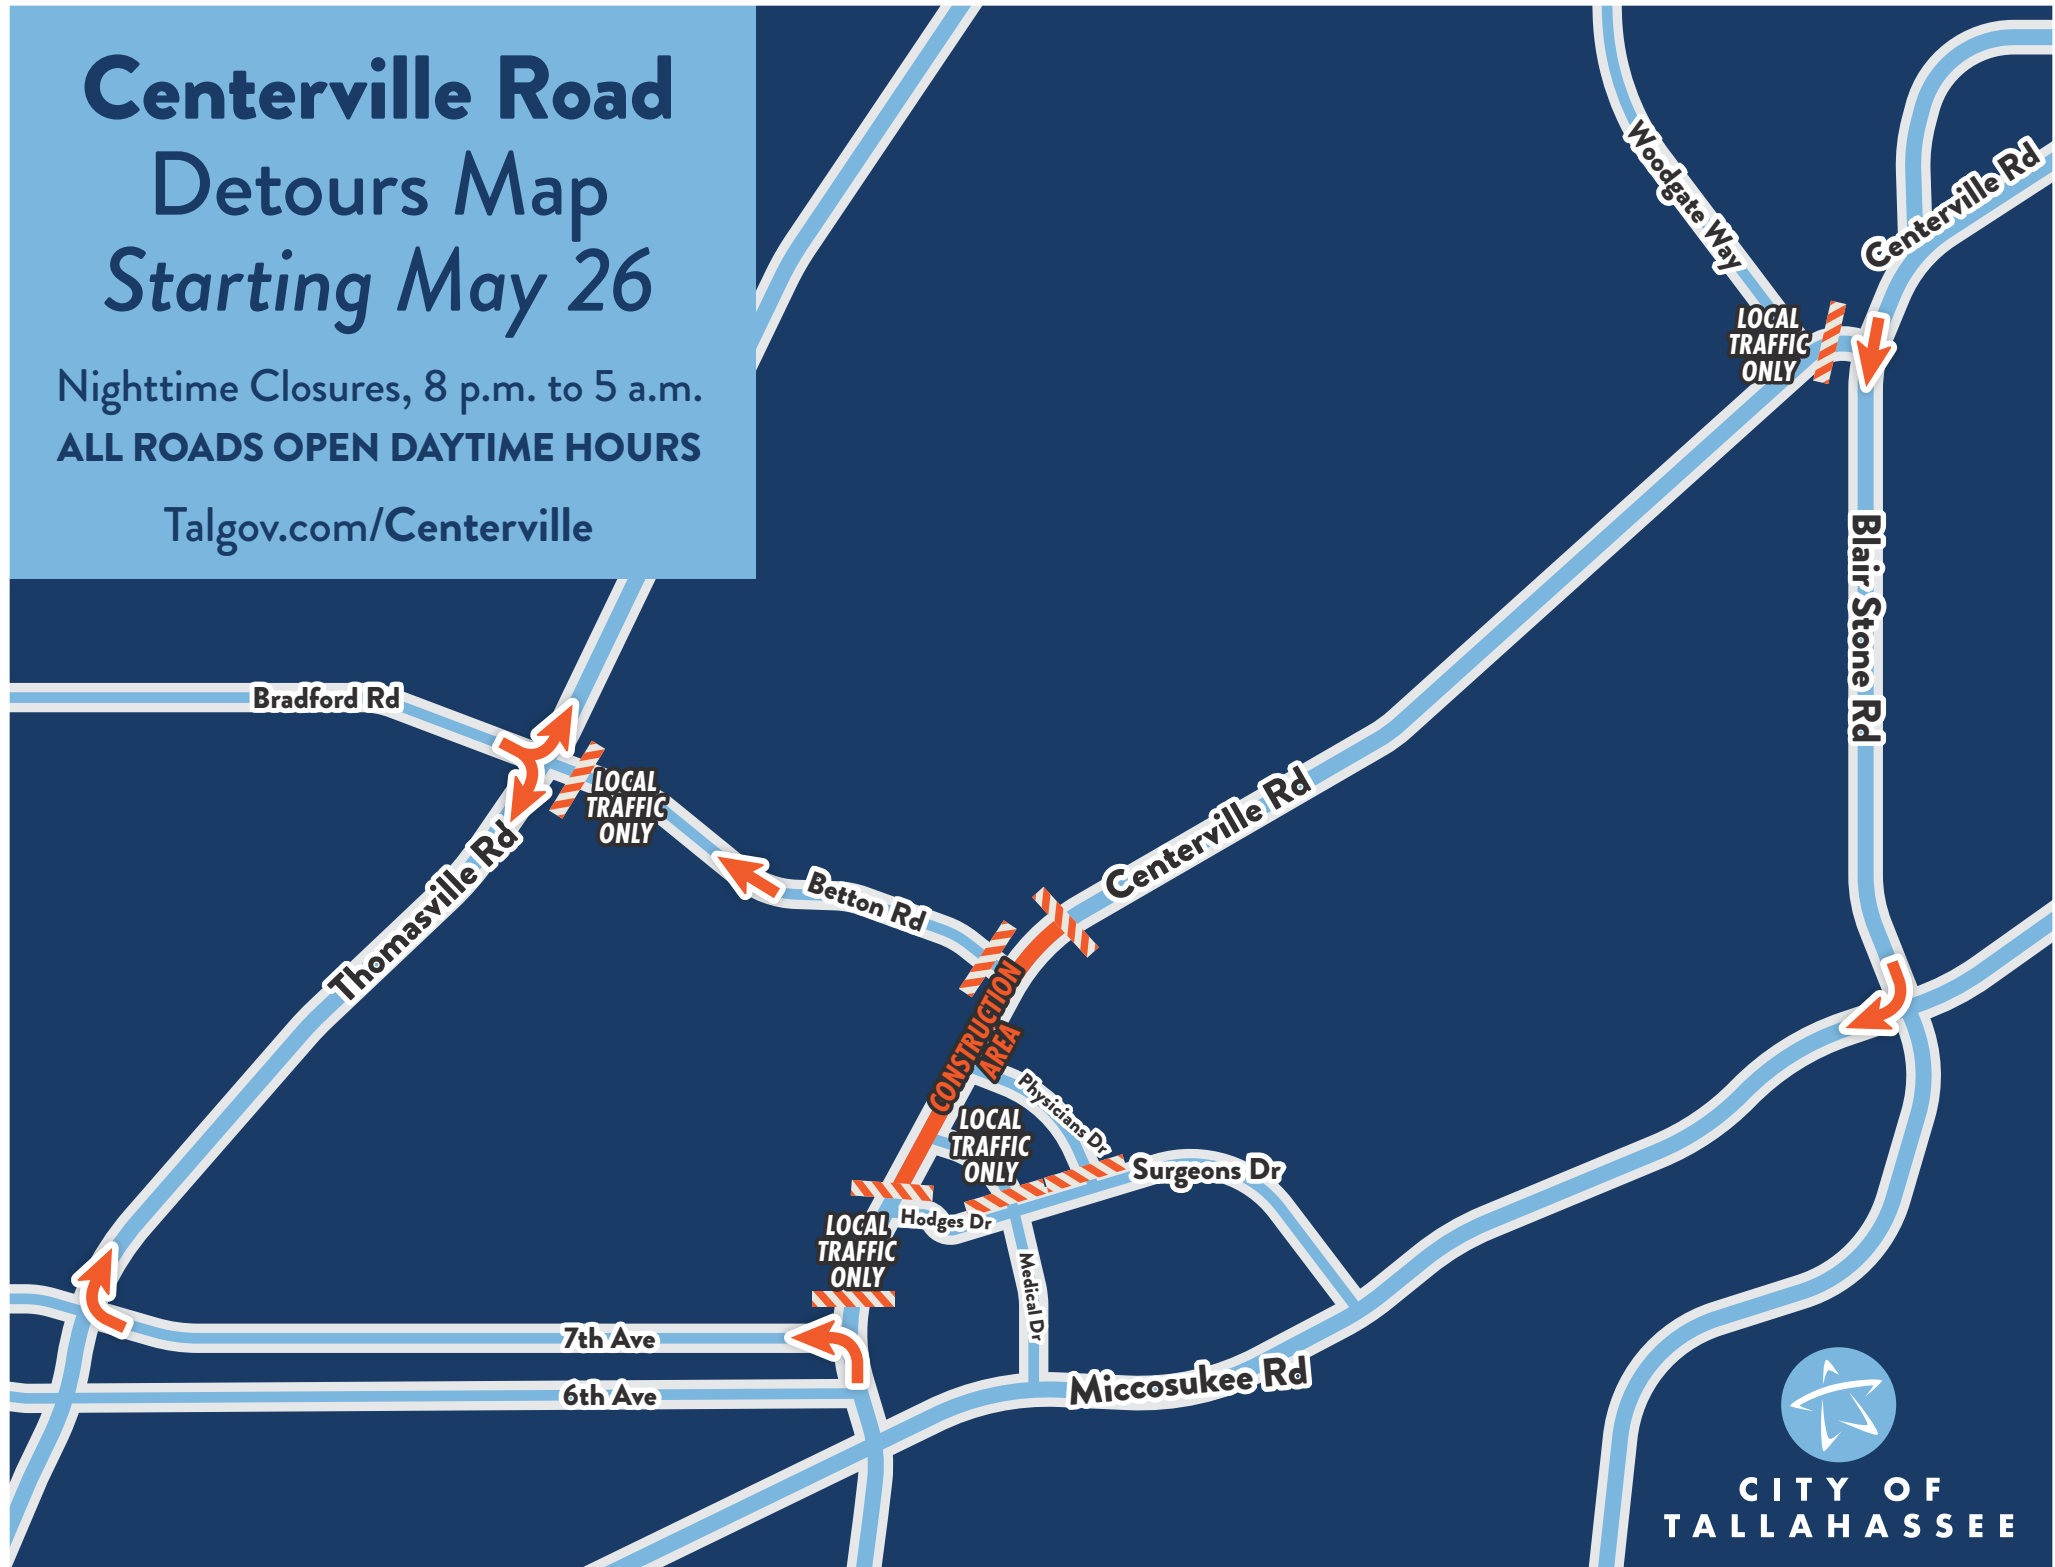 Centerville Road
Detours Map
Starting May 26
Nighttime Closures, 8 p.m. to 5 a.m.
ALL ROADS OPEN DAYTIME HOURS
Talgov.com/Centerville
Woodgate Way
Centerville Rd
LOCAL
TRAFFIC
ONLY
Blair Stone Rd
Bradford Rd
LOCAL
TRAFFIC
ONLY
Thomasville Rd
Betton Rd
Centerville Rd
CONSTRUCTION
AREA
Physicians Dr
LOCAL
TRAFFIC
ONLY
Surgeons Dr
Hodges Dr
LOCAL
TRAFFIC
ONLY
Medical Dr
7th Ave
6th Ave
Miccosukee Rd
CITY OF
TALLAHASSEE